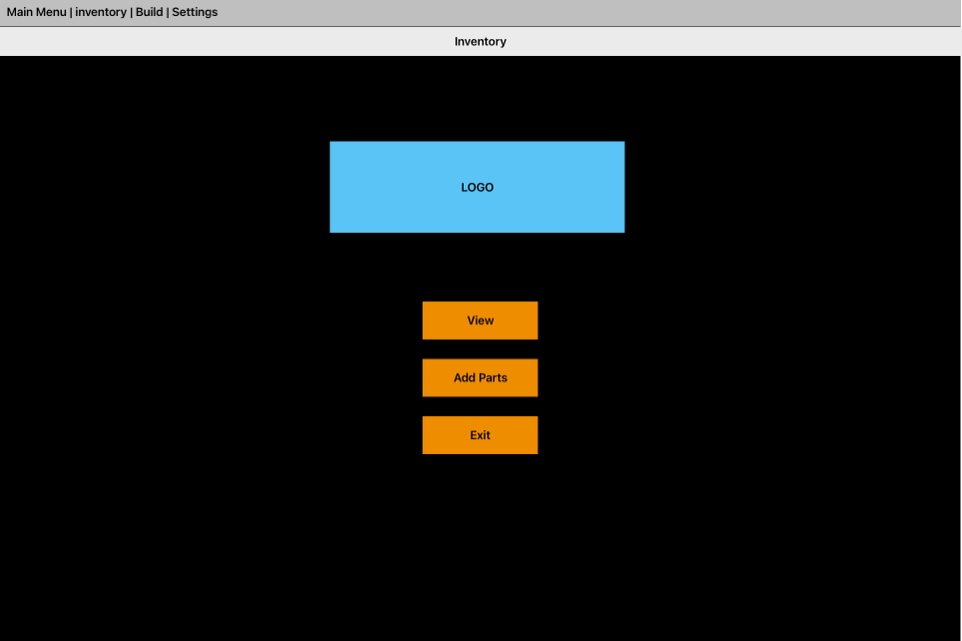 Main Menu | inventory | Build | Settings
Inventory
LOGO
View
Add Parts
Exit